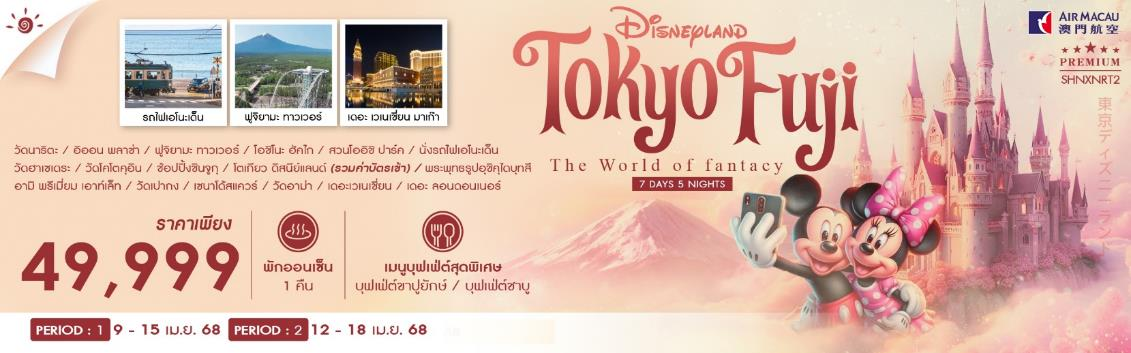 DISNEYLAND
Tokyo Fuji
The World of fantacy
7 DAYS 5 NIGHTS
AIR MACAU
澳門航空
PREMIUM
SHNXNRT2
東京ディズニーランド
รถไฟเอโนะเด็น
ฟูจิยามะ ทาวเวอร์
เดอะ เวเนเชี่ยน มาเก๊า
วัดนาริตะ / อิออน พลาซ่า / ฟูจิยามะ ทาวเวอร์ / โอชิโนะ ฮัคไก / สวนโออิชิ ปาร์ค / นั่งรถไฟเอโนะเด็น
วัดฮาเซเดระ / วัดโคโตคุอิน / ช้อปปิ้งชินจูกุ / โตเกียว ดิสนีย์แลนด์ (รวมค่าบัตรเข้า) / พระพุทธรูปอุชิคุไดบุทสึ
อามิ พรีเมี่ยม เอาท์เล็ท / วัดเปากง / เซนาโด้สแควร์ / วัดอาม่า / เดอะเวเนเชี่ยน / เดอะ ลอนดอนเนอร์
ราคาเพียง
49,999
พักออนเซ็น
1 คืน
เมนูบุฟเฟ่ต์สุดพิเศษ
บุฟเฟ่ต์ขาปูยักษ์ / บุฟเฟ่ต์ชาบู
PERIOD : 1 9 - 15 เม.ย. 68 PERIOD : 2 12 - 18 เม.ย. 68